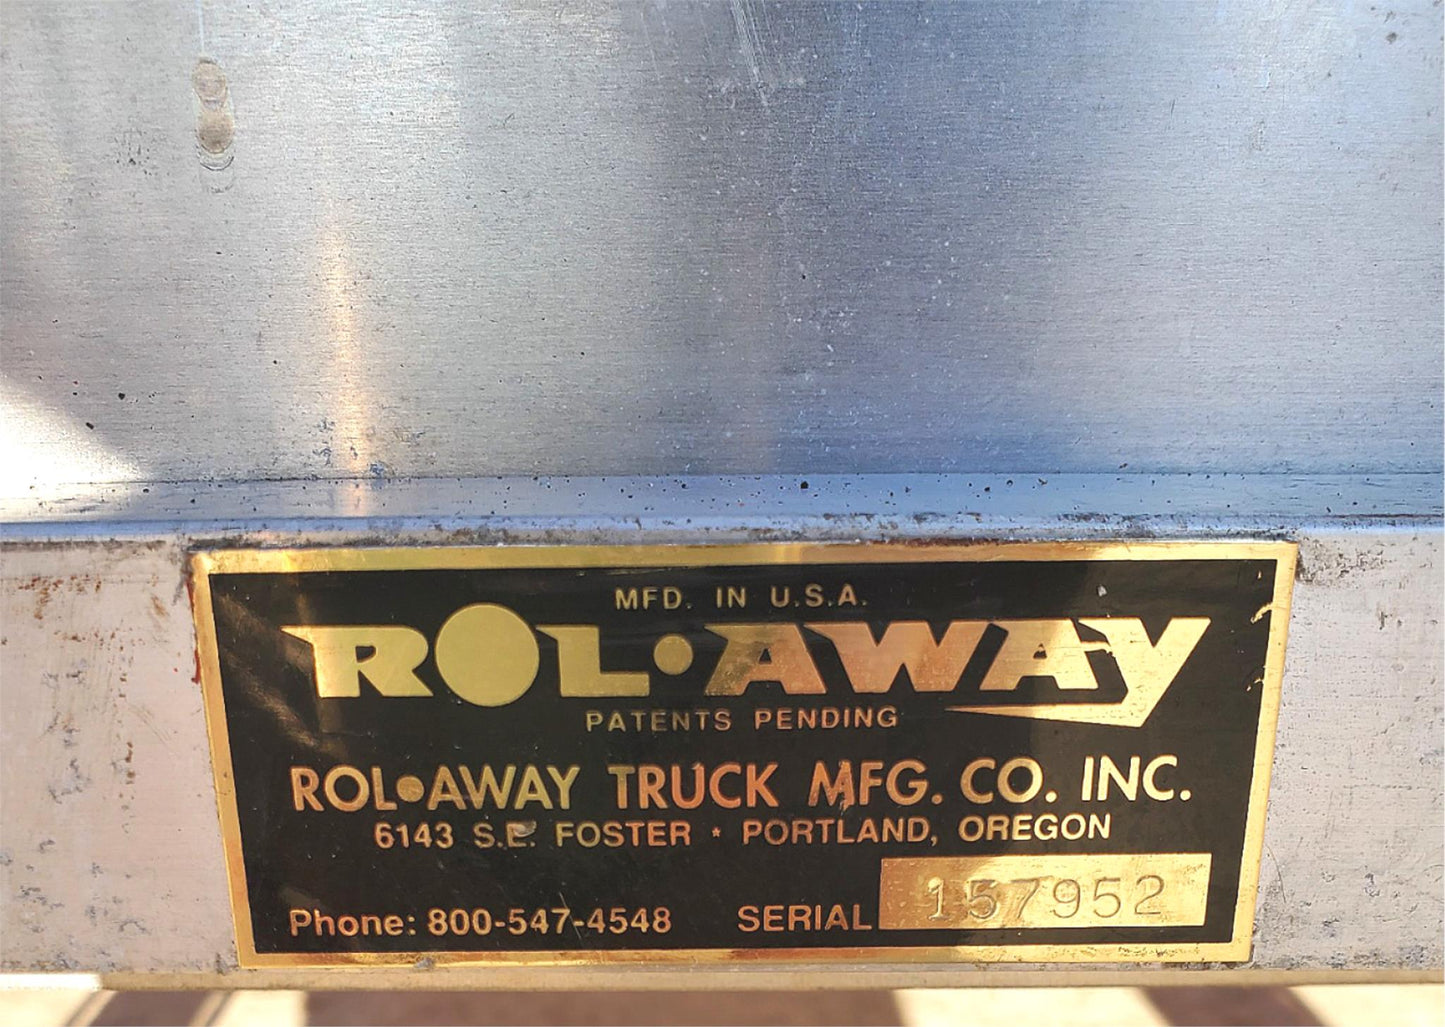 MFD. IN U.S.A.
ROL•AWAY
PATENTS PENDING
ROL•AWAY TRUCK MFG. CO. INC.
6143 S.E. FOSTER * PORTLAND, OREGON
Phone: 800-547-4548 SERIAL 157952